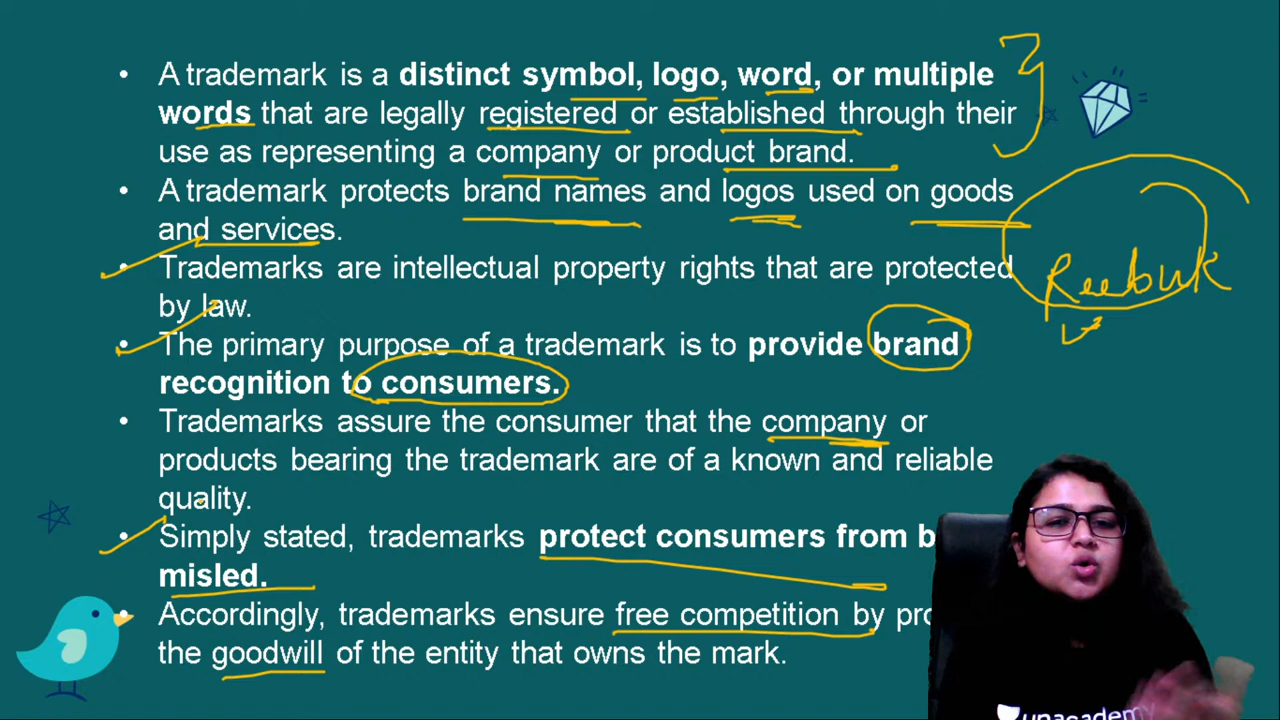 • A trademark is a distinct symbol, logo, word, or multiple
words that are legally registered or established through their
use as representing a company or product brand.
• A trademark protects brand names and logos used on goods
and services.
• Trademarks are intellectual property rights that are protected
by law.
• The primary purpose of a trademark is to provide brand
recognition to consumers.
• Trademarks assure the consumer that the company or
products bearing the trademark are of a known and reliable
quality.
• Simply stated, trademarks protect consumers from b
misled.
• Accordingly, trademarks ensure free competition by pro
the goodwill of the entity that owns the mark.
Reebuk
unacademy